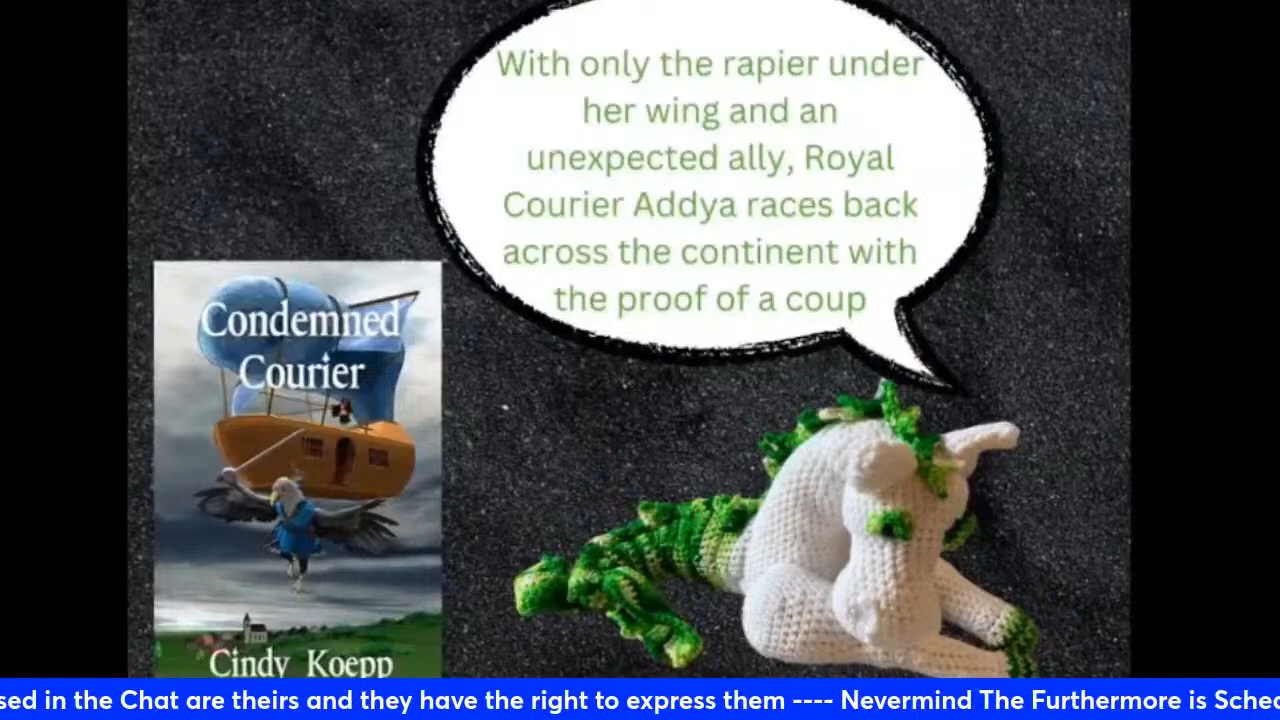 With only the rapier under
her wing and an
unexpected ally, Royal
Courier Addya races back
across the continent with
the proof of a coup
Condemned
Courier
Cindy Koepp
sed in the Chat are theirs and they have the right to express them ---- Nevermind The Furthermore is Sched